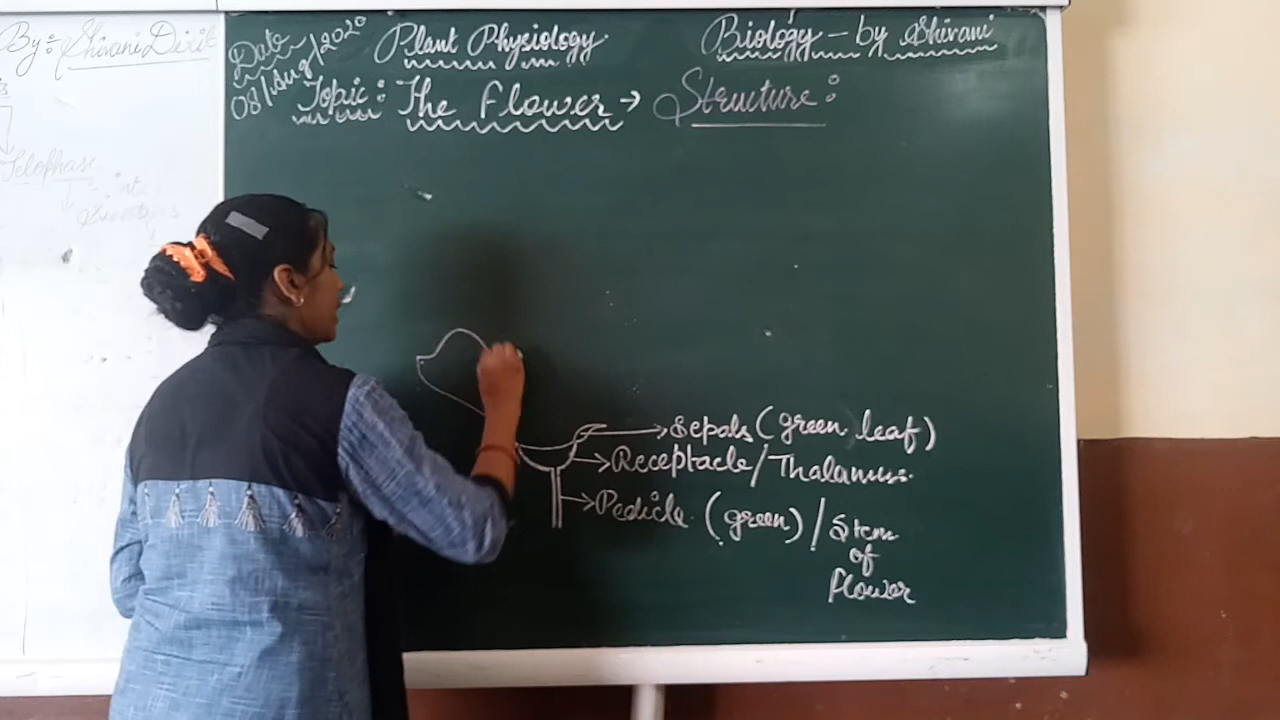 By:- Shivani Dixit
Telophase
Date
08/Aug/2020
Plant Physiology
Biology - by Shivani
Topic: The Flower → Structure:
Sepals (green leaf)
Receptacle/Thalamus.
Pedicle (green) / Stem
of
flower